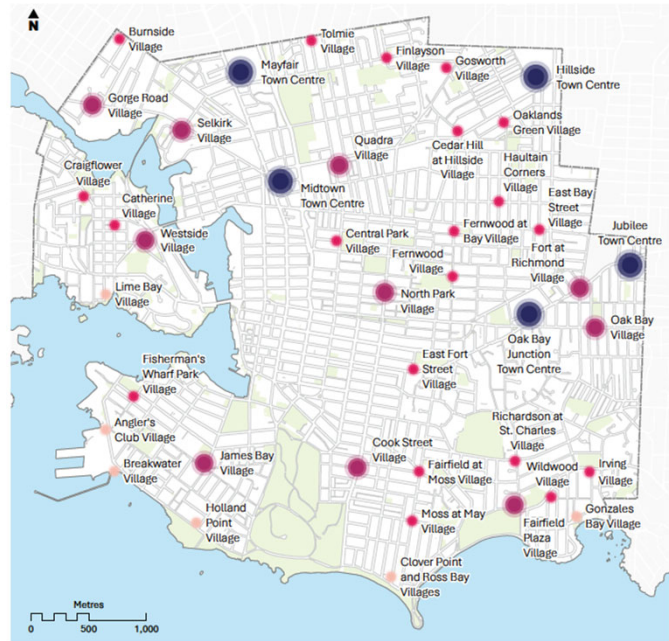 N
Burnside
Village
Tolmie
Village
Mayfair
Town Centre
Finlayson
Village
Gosworth
Village
Hillside
Town Centre
Gorge Road
Village
Selkirk
Village
Oaklands
Green Village
Quadra
Village
Cedar Hill
at Hillside
Village
Haultain
Corners
Village
Craigflower
Village
Catherine
Village
Midtown
Town Centre
East Bay
Street
Village
Jubilee
Town Centre
Westside
Village
Central Park
Village
Fernwood at
Bay Village
Fort at
Richmond
Village
Fernwood
Village
Lime Bay
Village
North Park
Village
Oak Bay
Village
Oak Bay
Junction
Town Centre
Fisherman's
Wharf Park
Village
East Fort
Street
Village
Angler's
Club Village
Richardson at
St. Charles
Village
Cook Street
Village
James Bay
Village
Breakwater
Village
Fairfield at
Moss Village
Wildwood
Village
Irving
Village
Holland
Point
Village
Moss at May
Village
Fairfield
Plaza
Village
Gonzales
Bay Village
Clover Point
and Ross Bay
Villages
Metres
0 500 1,000